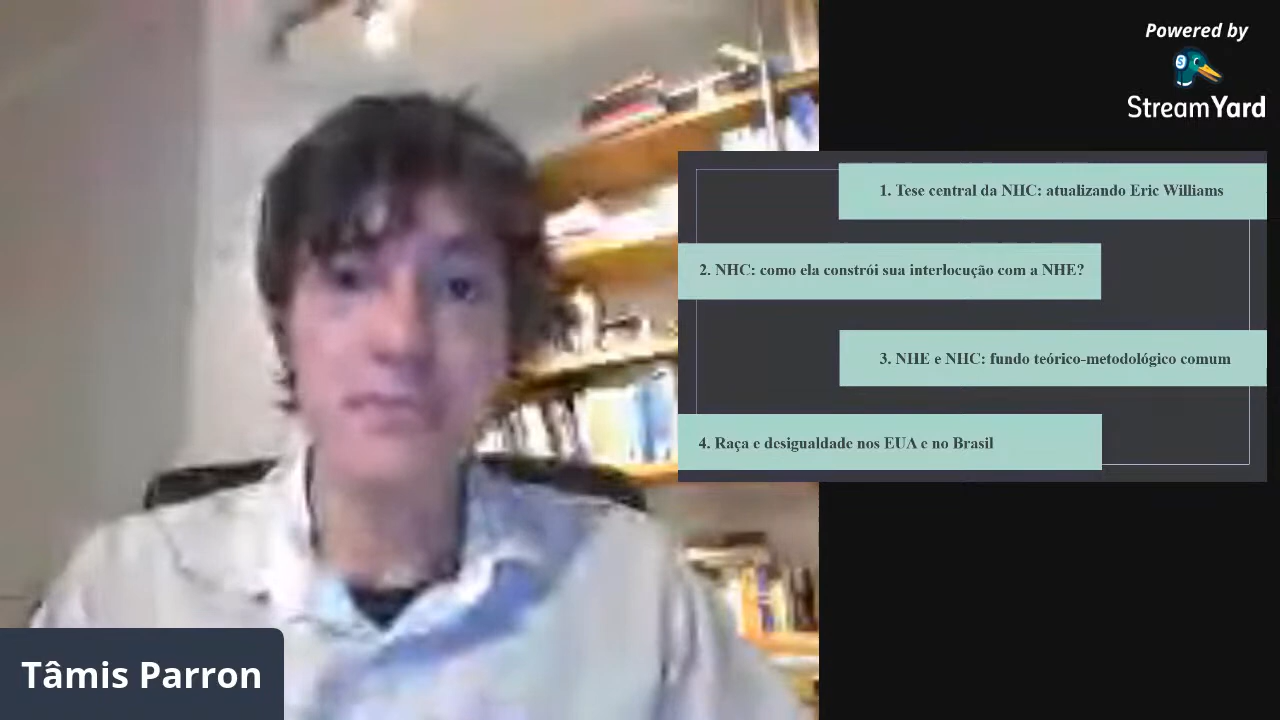 Powered by
StreamYard
1. Tese central da NHC: atualizando Eric Williams
2. NHC: como ela constrói sua interlocução com a NHE?
3. NHE e NHC: fundo teórico-metodológico comum
4. Raça e desigualdade nos EUA e no Brasil
Tâmis Parron